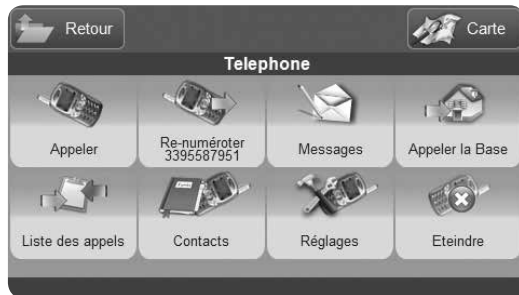 Retour
Carte
Telephone
Appeler
Re-numéroter
3395587951
Messages
Appeler la Base
Liste des appels
Contacts
Réglages
Eteindre